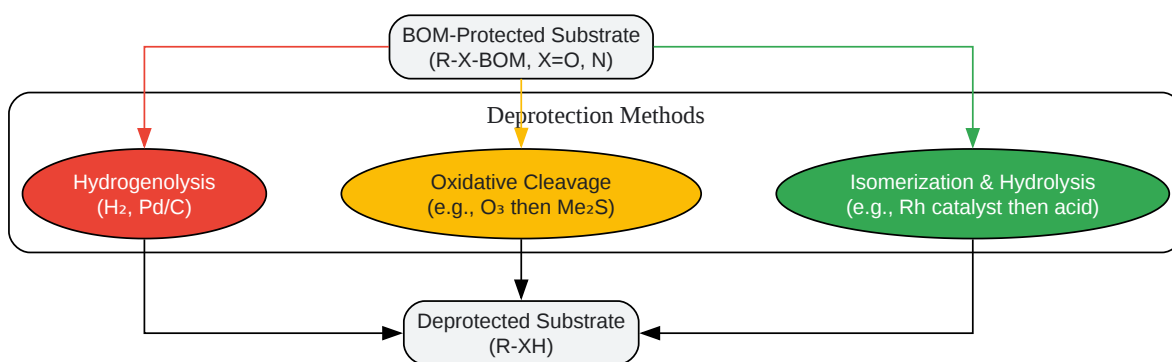 BOM-Protected Substrate
(R-X-BOM, X=O, N)
Deprotection Methods
Hydrogenolysis
(H₂, Pd/C)
Oxidative Cleavage
(e.g., O₃ then Me₂S)
Isomerization & Hydrolysis
(e.g., Rh catalyst then acid)
Deprotected Substrate
(R-XH)